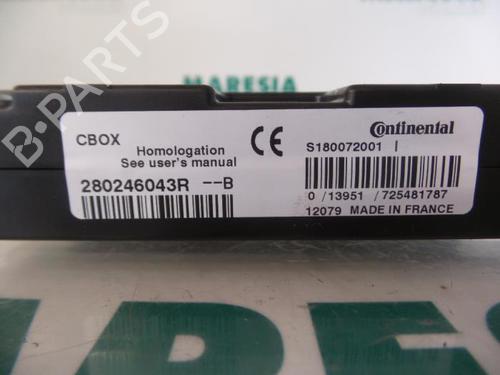 MARESIA
B-PARTS
CBOX
Homologation
See user's manual
CE
Continental
S180072001 I
280246043R --B
0 /13951 /725481787
12079 MADE IN FRANCE